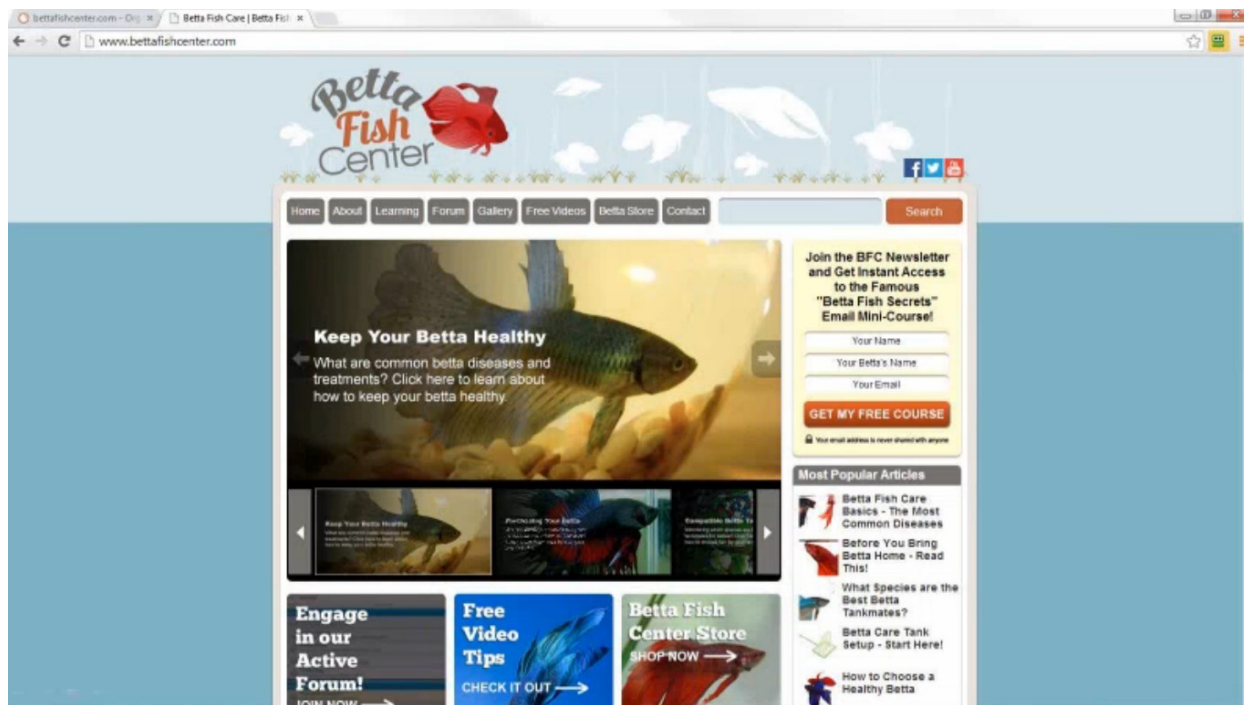 bettafishcenter.com - Dig
Betta Fish Care | Betta Fis
www.bettafishcenter.com
Betta
Fish
Center
Home About Learning Forum Gallery Free Videos Betta Store Contact Search
Keep Your Betta Healthy
What are common betta diseases and
treatments? Click here to learn about
how to keep your betta healthy.
Join the BFC Newsletter
and Get Instant Access
to the Famous
"Betta Fish Secrets"
Email Mini-Course!
Your Name
Your Betta's Name
Your Email
GET MY FREE COURSE
Your email address is never shared with anyone
Keep Your Betta Healthy
Purchasing Your Betta
Compatible Betta
Most Popular Articles
Betta Fish Care
Basics - The Most
Common Diseases
Before You Bring
Betta Home - Read
This!
What Species are the
Best Betta
Tankmates?
Betta Care Tank
Setup - Start Here!
How to Choose a
Healthy Betta
Engage
in our
Active
Forum!
JOIN NOW
Free
Video
Tips
CHECK IT OUT
Betta Fish
Center Store
SHOP NOW